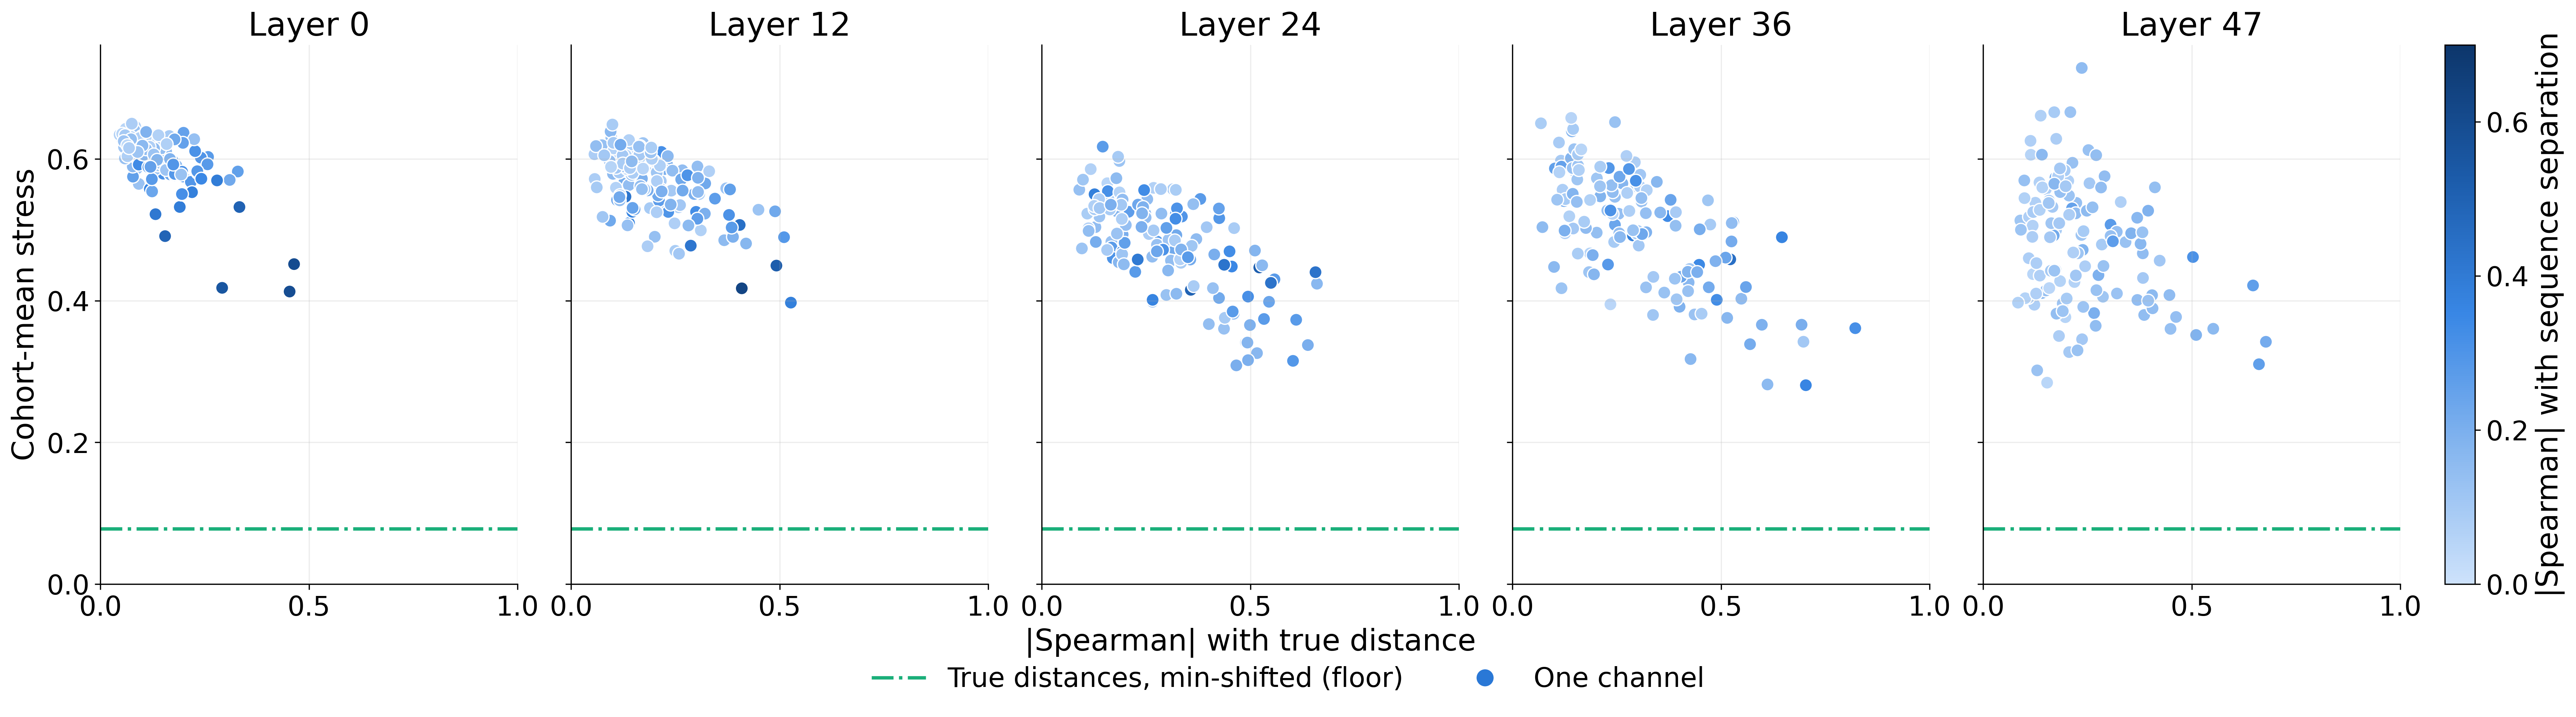 Layer 0
Layer 12
Layer 24
Layer 36
Layer 47
Cohort-mean stress
0.6
0.4
0.2
0.0
0.0 0.5 1.0
0.0 0.5 1.0
0.0 0.5 1.0
0.0 0.5 1.0
0.0 0.5 1.0
|Spearman| with true distance
0.6
0.4
0.2
0.0
|Spearman| with sequence separation
True distances, min-shifted (floor)
One channel